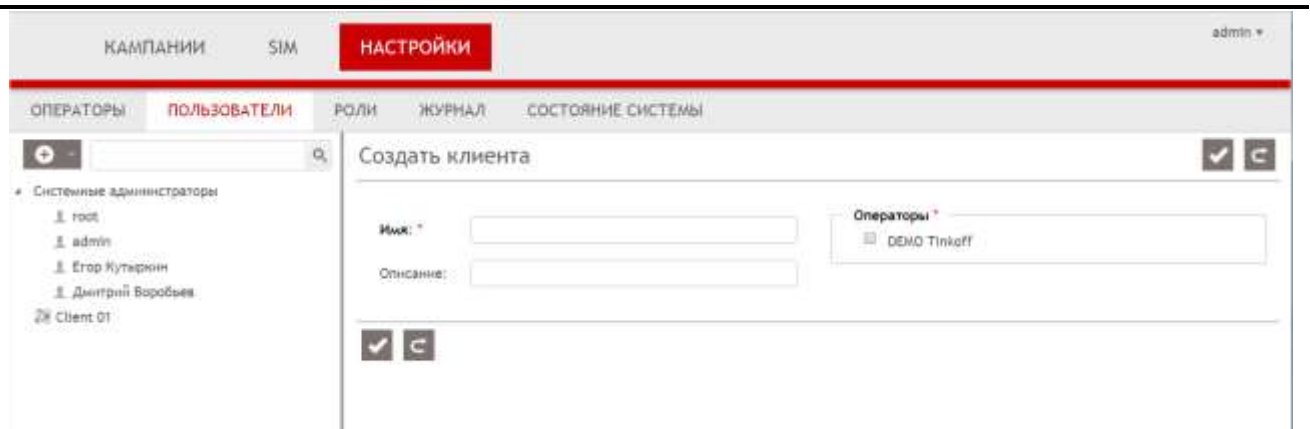 КАМПАНИИ SIM НАСТРОЙКИ admin
ОПЕРАТОРЫ ПОЛЬЗОВАТЕЛИ РОЛИ ЖУРНАЛ СОСТОЯНИЕ СИСТЕМЫ
Создать клиента
Системные администраторы
root
admin
Егор Кутыркин
Дмитрий Воробьев
Client 01
Имя: *
Описание:
Операторы *
DEMO Tinkoff